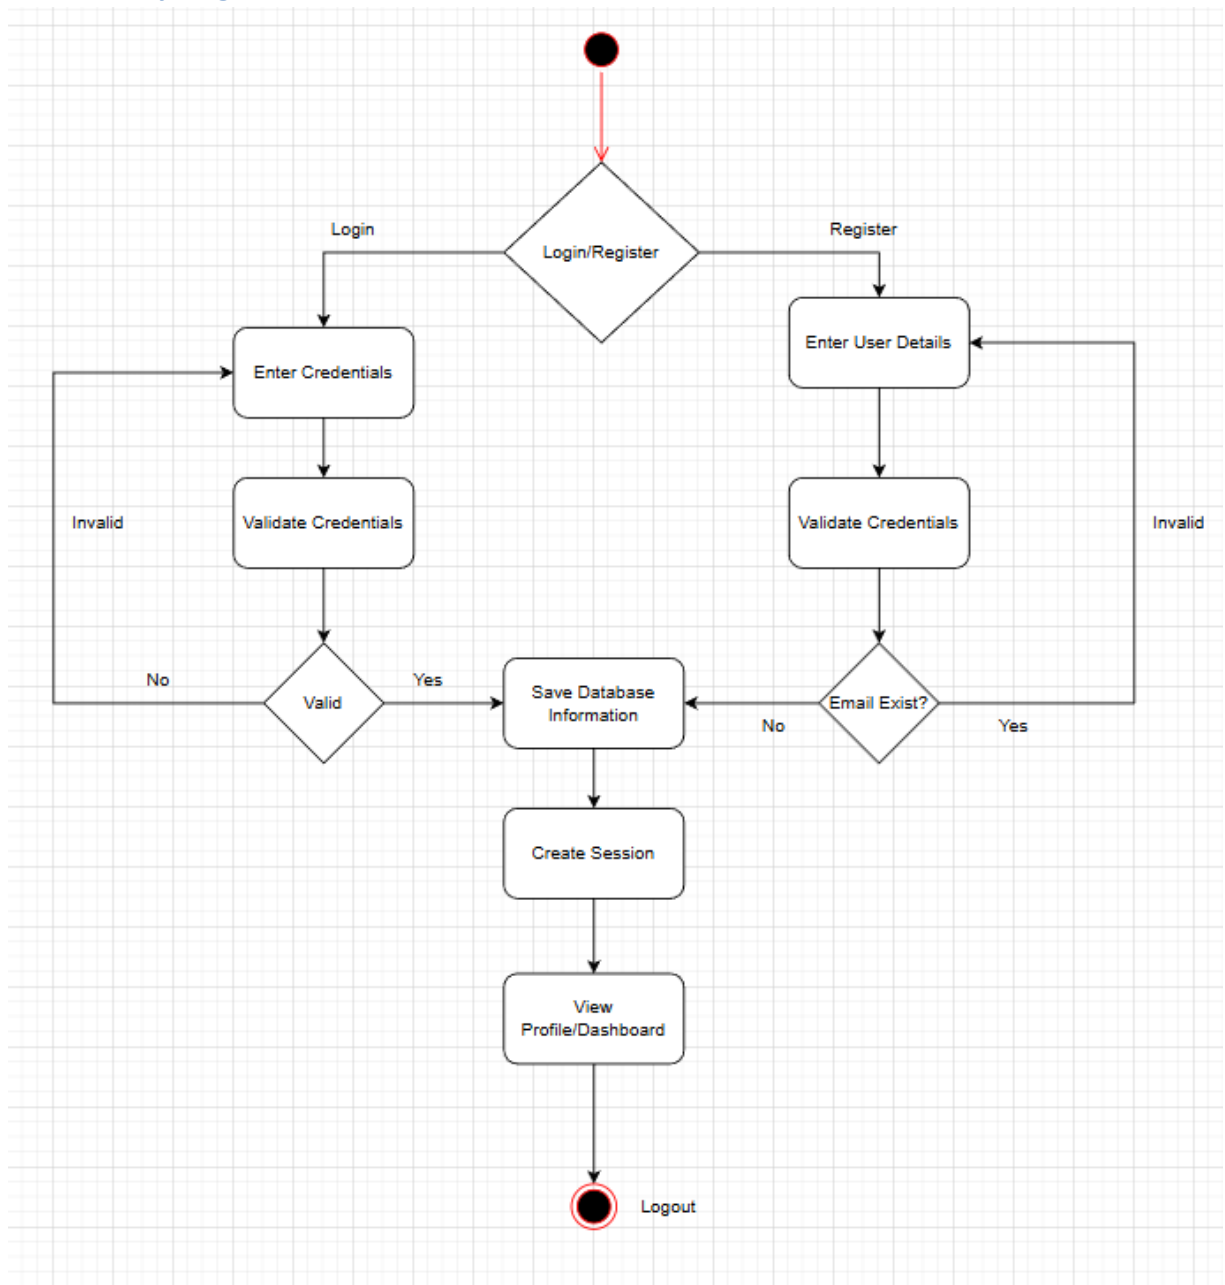 Login/Register
Login
Register
Enter Credentials
Enter User Details
Validate Credentials
Validate Credentials
Invalid
Invalid
No
Valid
Yes
Save Database
Information
No
Email Exist?
Yes
Create Session
View
Profile/Dashboard
Logout